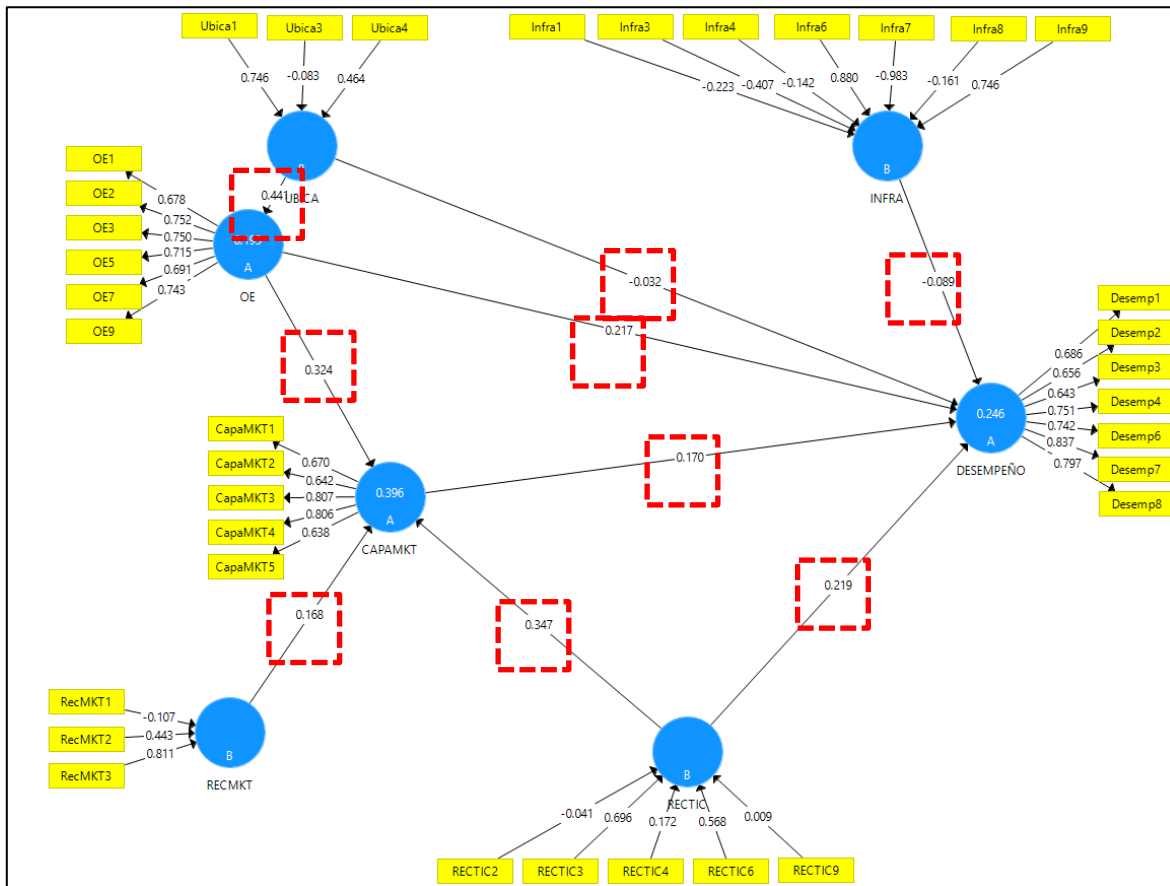 Ubica1 Ubica3 Ubica4 Infra1 Infra3 Infra4 Infra6 Infra7 Infra8 Infra9
0.746 -0.083 0.464 -0.223 -0.407 -0.142 0.880 -0.983 -0.161 0.746
B
INFRA
UBICA
0.441
OE1
OE2
OE3
OE5
OE7
OE9
0.678
0.752
0.750
0.715
0.691
0.743
A
OE
-0.032
-0.089
0.217
0.324
Desemp1
Desemp2
Desemp3
Desemp4
Desemp6
Desemp7
Desemp8
0.686
0.656
0.643
0.751
0.742
0.837
0.797
0.246
A
DESEMPEÑO
CapaMKT1
CapaMKT2
CapaMKT3
CapaMKT4
CapaMKT5
0.670
0.642
0.807
0.806
0.638
0.396
A
CAPAMKT
0.170
0.219
0.168
0.347
RecMKT1
RecMKT2
RecMKT3
-0.107
0.443
0.811
B
RECMKT
B
RECTIC
-0.041 0.696 0.172 0.568 0.009
RECTIC2 RECTIC3 RECTIC4 RECTIC6 RECTIC9